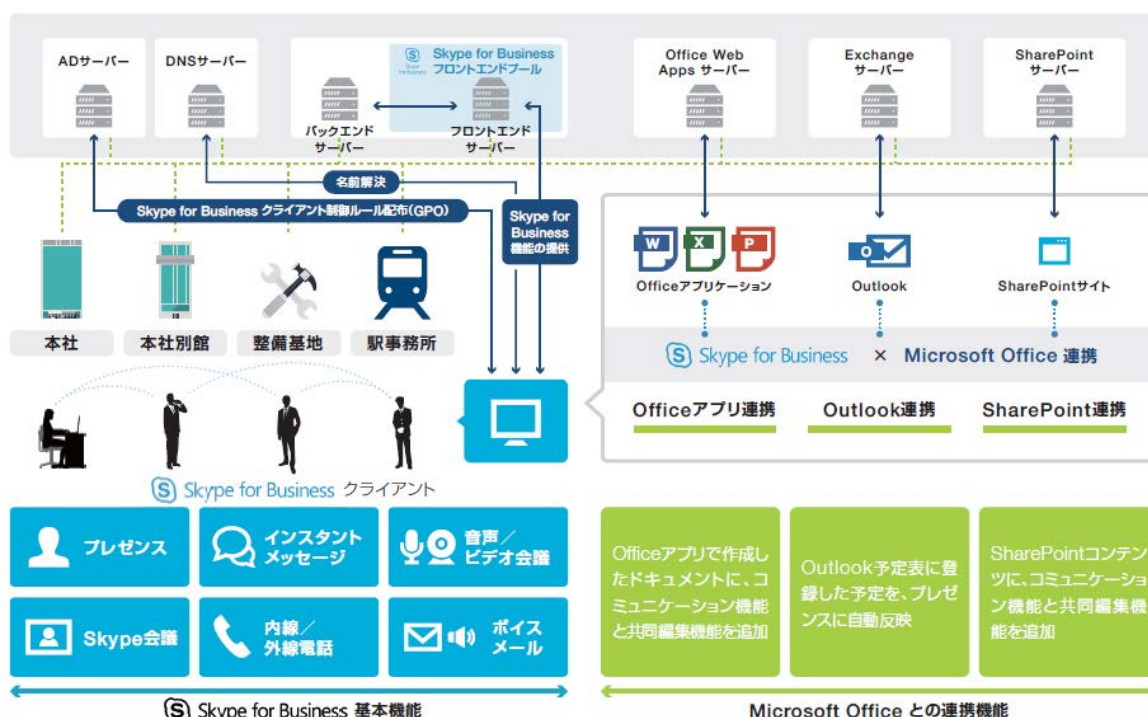 ADサーバー
DNSサーバー
Skype for Business
フロントエンドプール
バックエンド
サーバー
フロントエンド
サーバー
Office Web
Apps サーバー
Exchange
サーバー
SharePoint
サーバー
名前解決
Skype for Business クライアント制御ルール配布(GPO)
Skype for
Business
機能の提供
本社
本社別館
整備基地
駅事務所
W
X
P
Officeアプリケーション
O
Outlook
SharePointサイト
S Skype for Business × Microsoft Office 連携
Officeアプリ連携
Outlook連携
SharePoint連携
S Skype for Business クライアント
プレゼンス
インスタント
メッセージ
音声/
ビデオ会議
Skype会議
内線/
外線電話
ボイス
メール
Officeアプリで作成し
たドキュメントに、コ
ミュニケーション機能
と共同編集機能を追加
Outlook予定表に登
録した予定を、プレゼ
ンスに自動反映
SharePointコンテン
ツに、コミュニケーショ
ン機能と共同編集機
能を追加
S Skype for Business 基本機能
Microsoft Office との連携機能